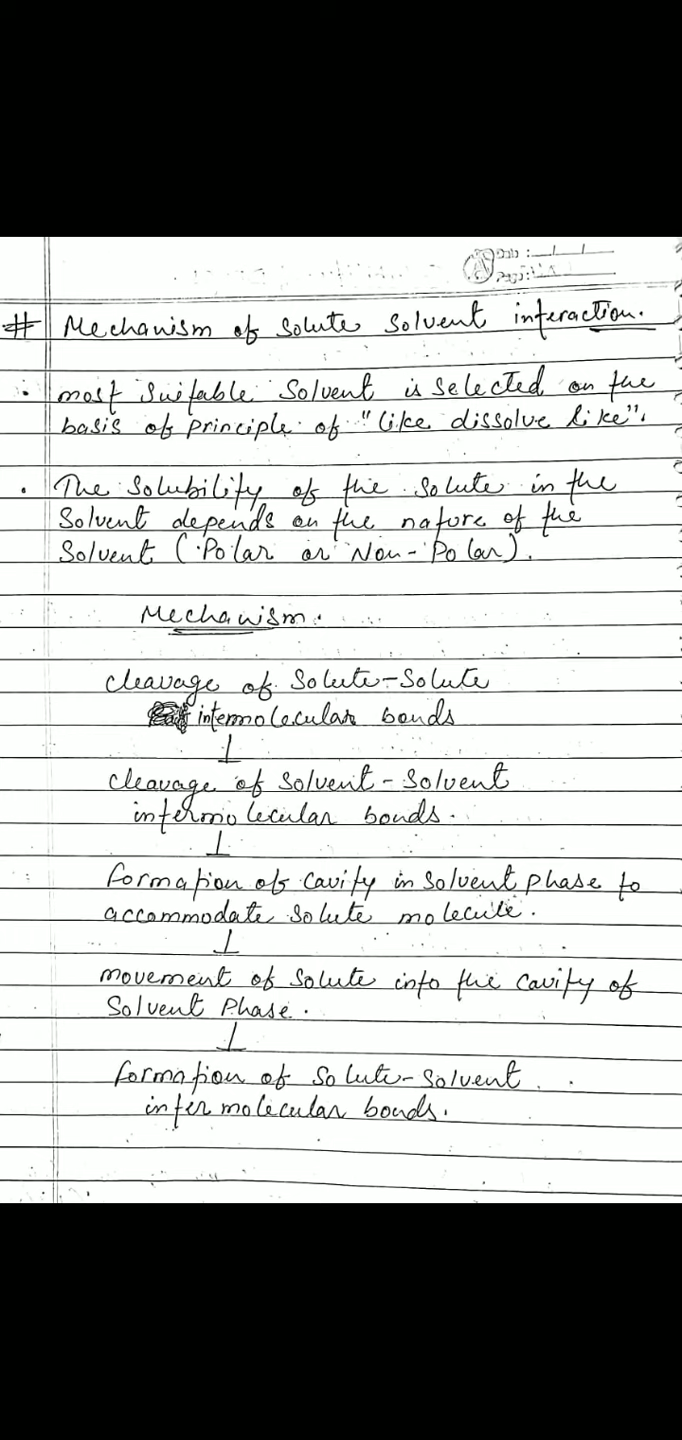 # Mechanism of Solute Solvent interaction.
• most Suitable Solvent is selected on the
basis of principle of "like dissolve like".
• The Solubility of the Solute in the
Solvent depends on the nature of the
Solvent (Polar or Non-Polar).
Mechanism.
cleavage of Solute-Solute
intermolecular bonds
↓
cleavage of Solvent-Solvent
intermolecular bonds.
↓
formation of cavity in solvent phase to
accommodate Solute molecule.
↓
movement of Solute into the cavity of
Solvent Phase.
↓
formation of Solute-Solvent
intermolecular bonds.